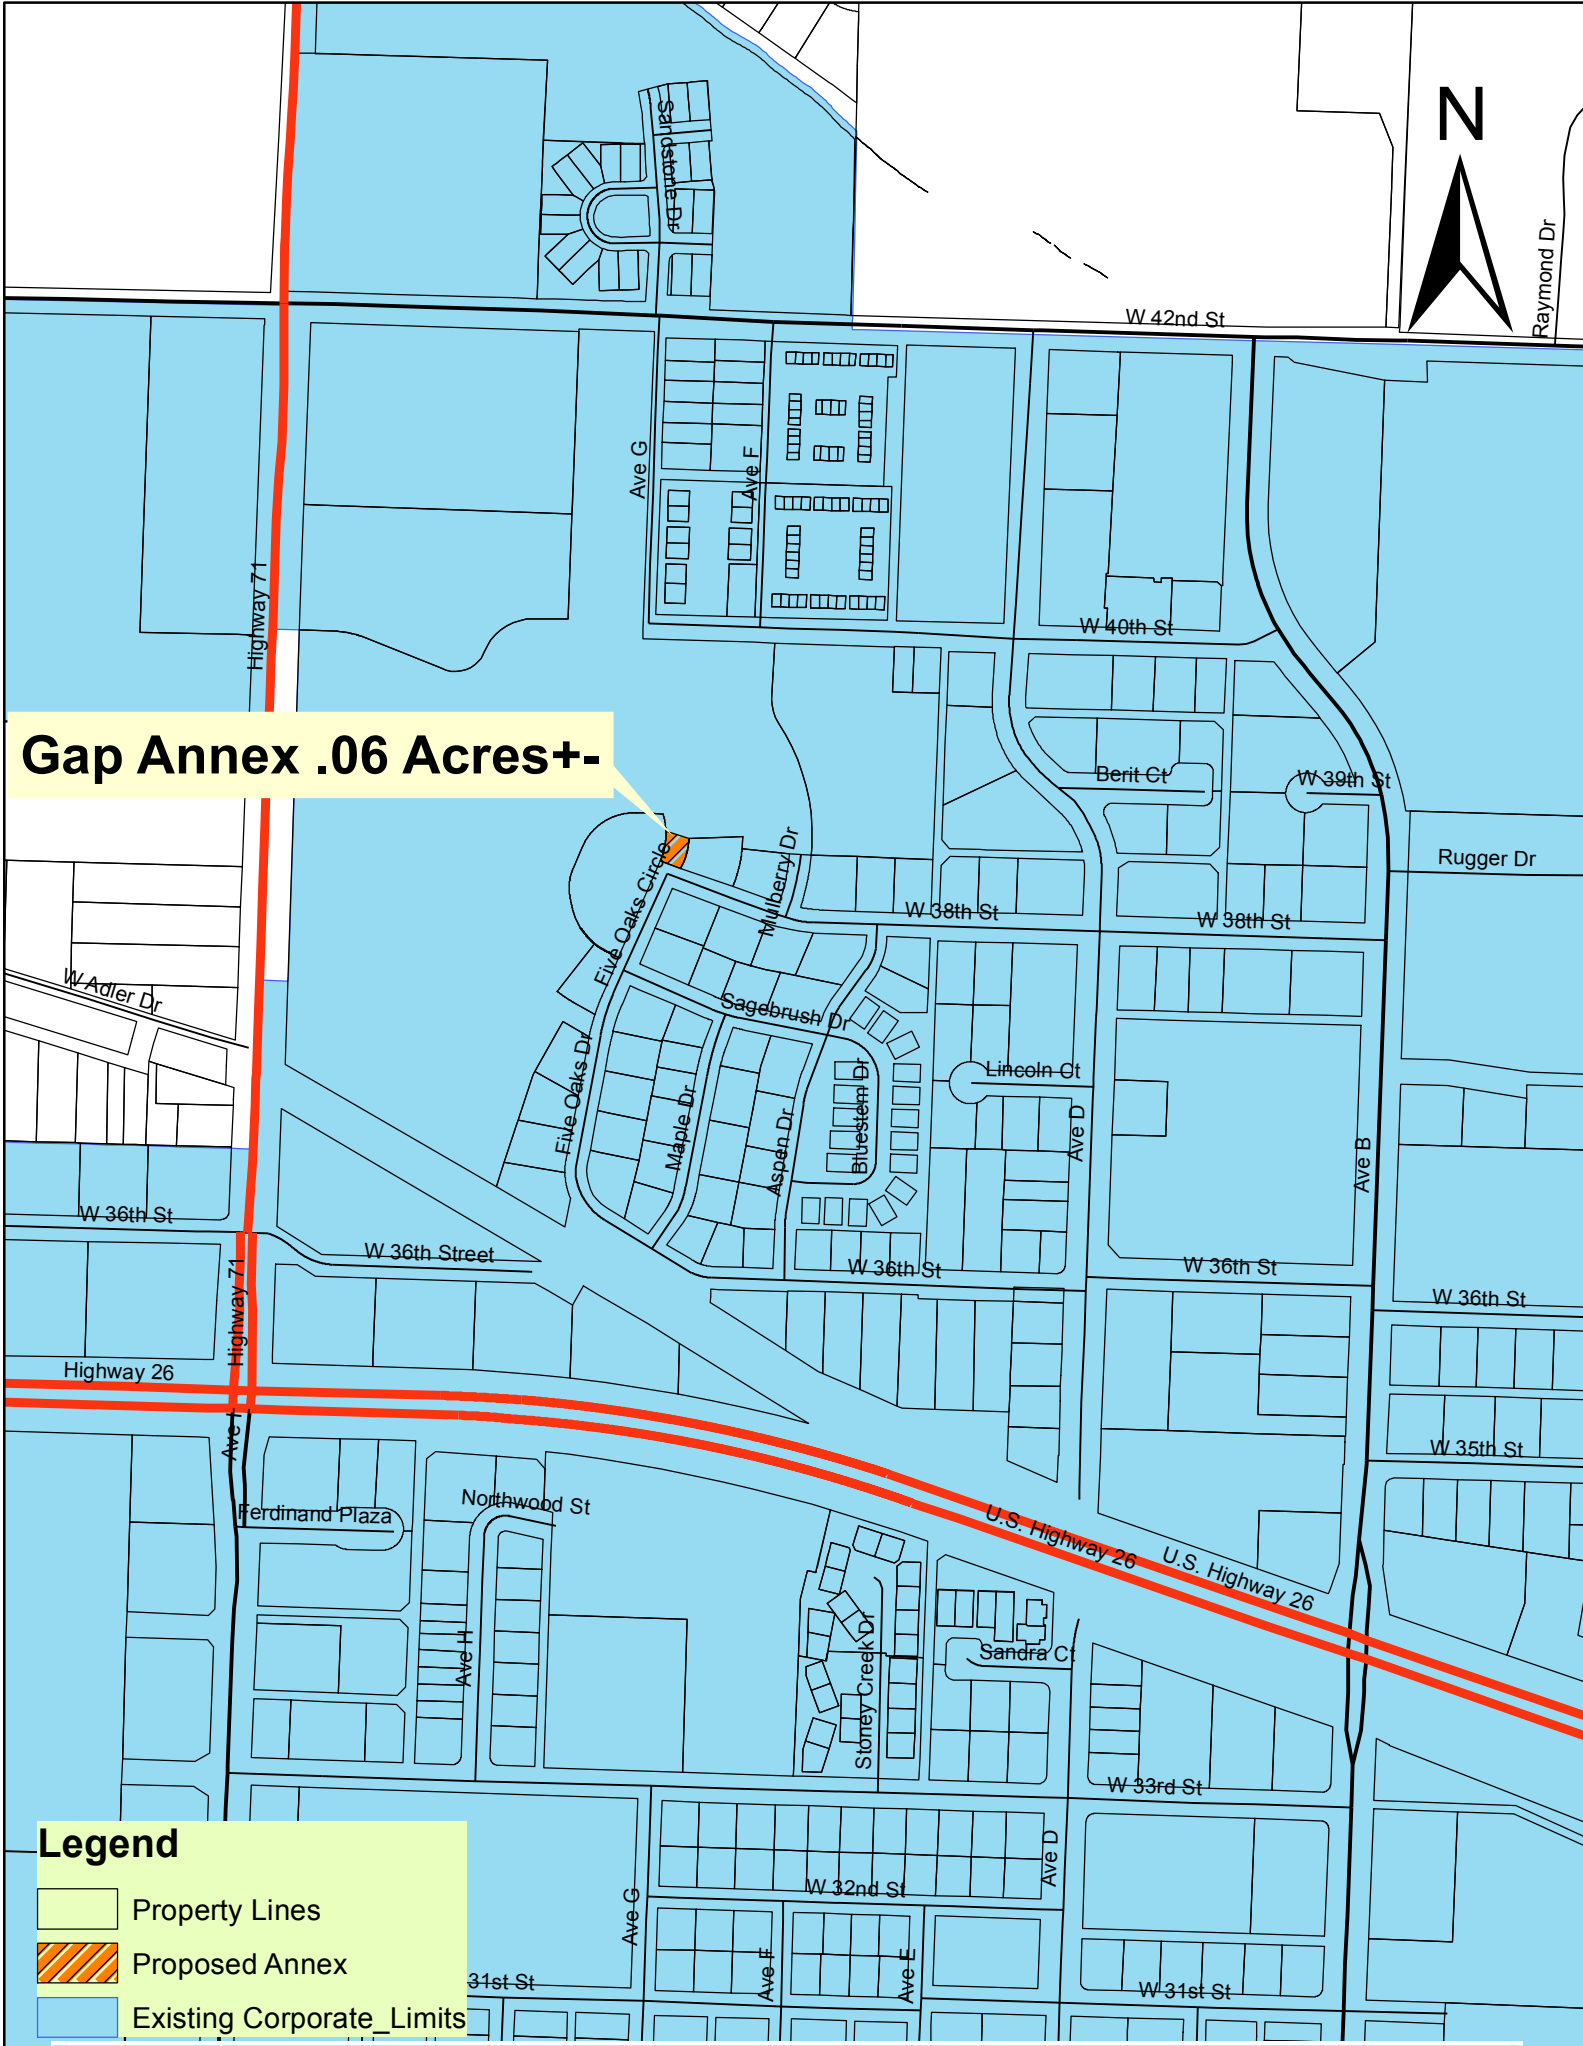 N
Sandstone Dr
Raymond Dr
W 42nd St
Ave G
Ave F
Highway 71
W 40th St
Gap Annex .06 Acres+-
Berit Ct
W 39th St
Rugger Dr
Five Oaks Circle
Mulberry Dr
W 38th St
W 38th St
W Adler Dr
Sagebrush Dr
Five Oaks Dr
Maple Dr
Aspen Dr
Bluestem Dr
Lincoln Ct
Ave D
Ave B
W 36th St
W 36th Street
W 36th St
W 36th St
W 36th St
Highway 71
Highway 26
Ave I
W 35th St
Ferdinand Plaza
Northwood St
U.S. Highway 26
U.S. Highway 26
Ave H
Stoney Creek Dr
Sandra Ct
W 33rd St
Ave D
W 32nd St
Ave G
Ave F
Ave E
31st St
W 31st St
Legend
Property Lines
Proposed Annex
Existing Corporate_Limits